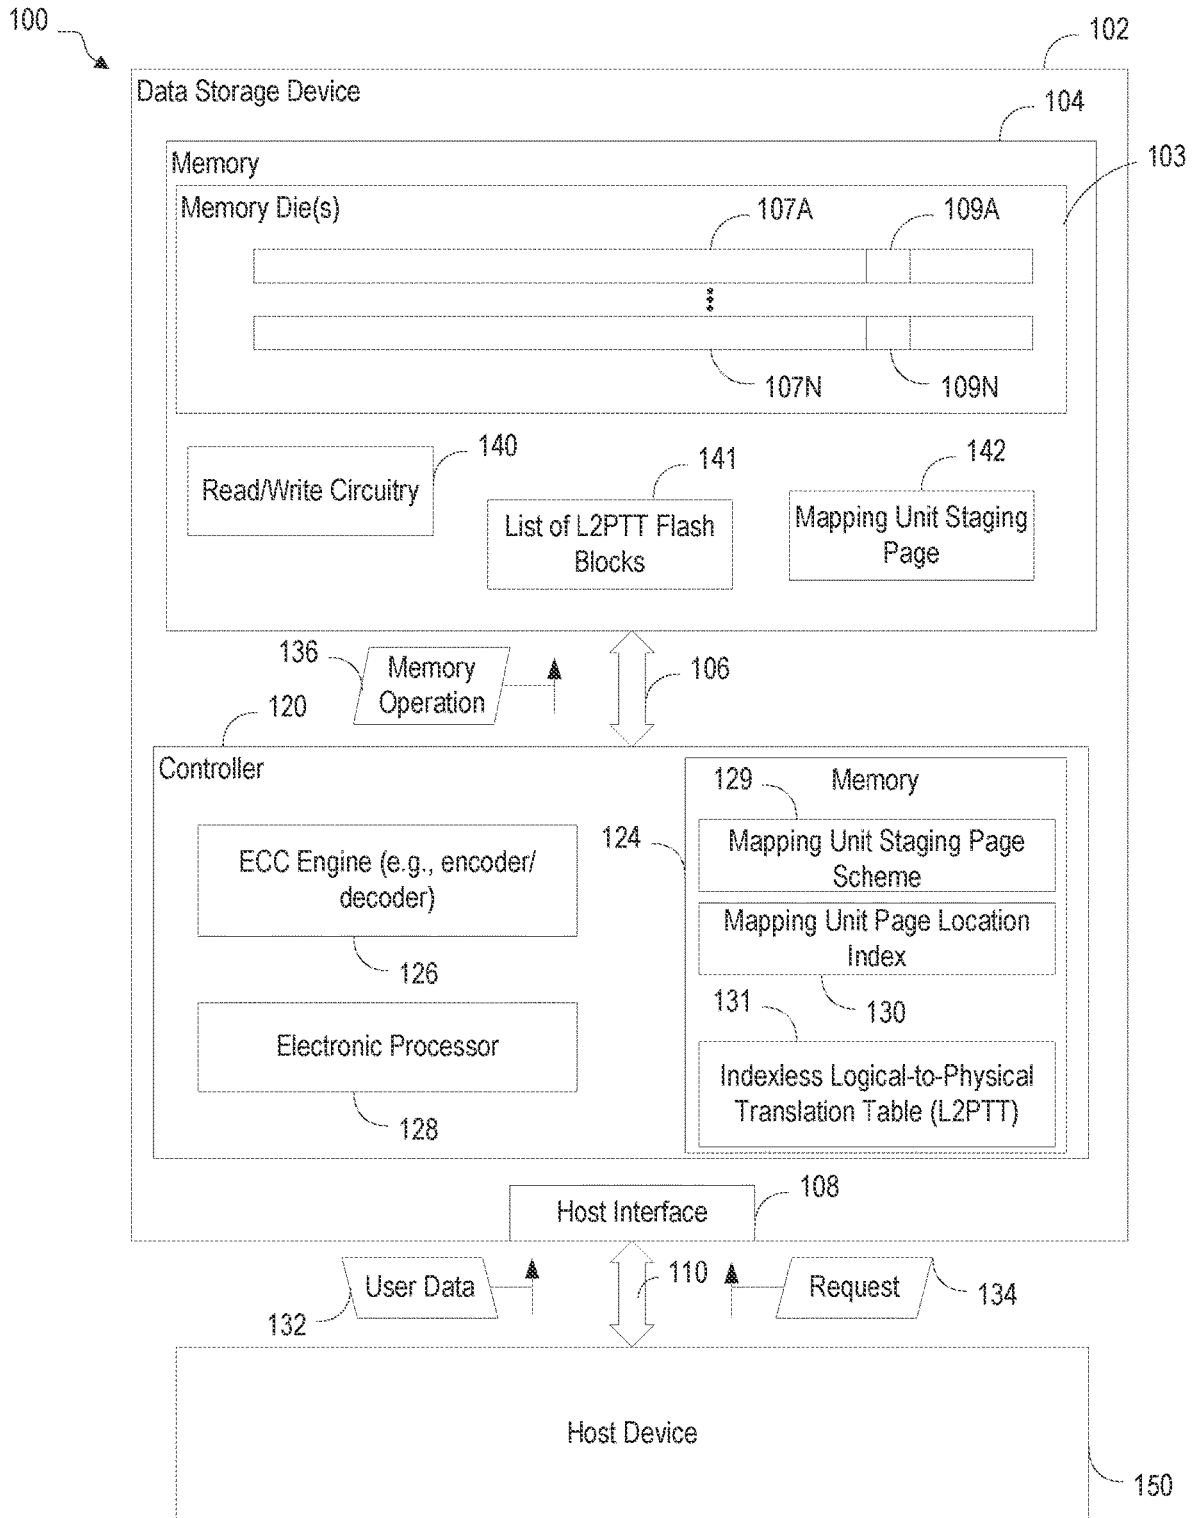 100
102
Data Storage Device
104
Memory
103
Memory Die(s)
107A
109A
107N
109N
140
141
142
Read/Write Circuitry
List of L2PTT Flash
Blocks
Mapping Unit Staging
Page
136
Memory
Operation
106
120
Controller
129
Memory
124
Mapping Unit Staging Page
Scheme
ECC Engine (e.g., encoder/
decoder)
Mapping Unit Page Location
Index
126
131
130
Electronic Processor
Indexless Logical-to-Physical
Translation Table (L2PTT)
128
108
Host Interface
User Data
110
Request
132
134
Host Device
150